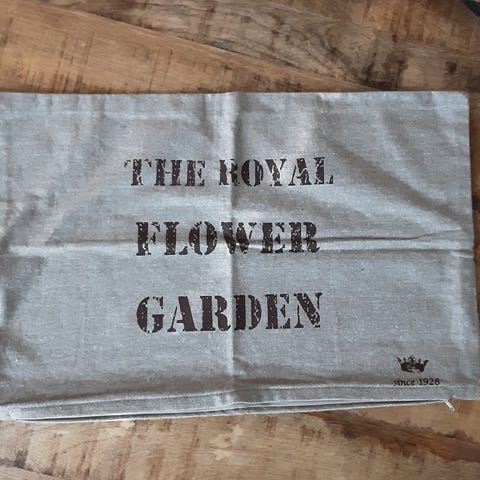 THE ROYAL
FLOWER
GARDEN
since 1928